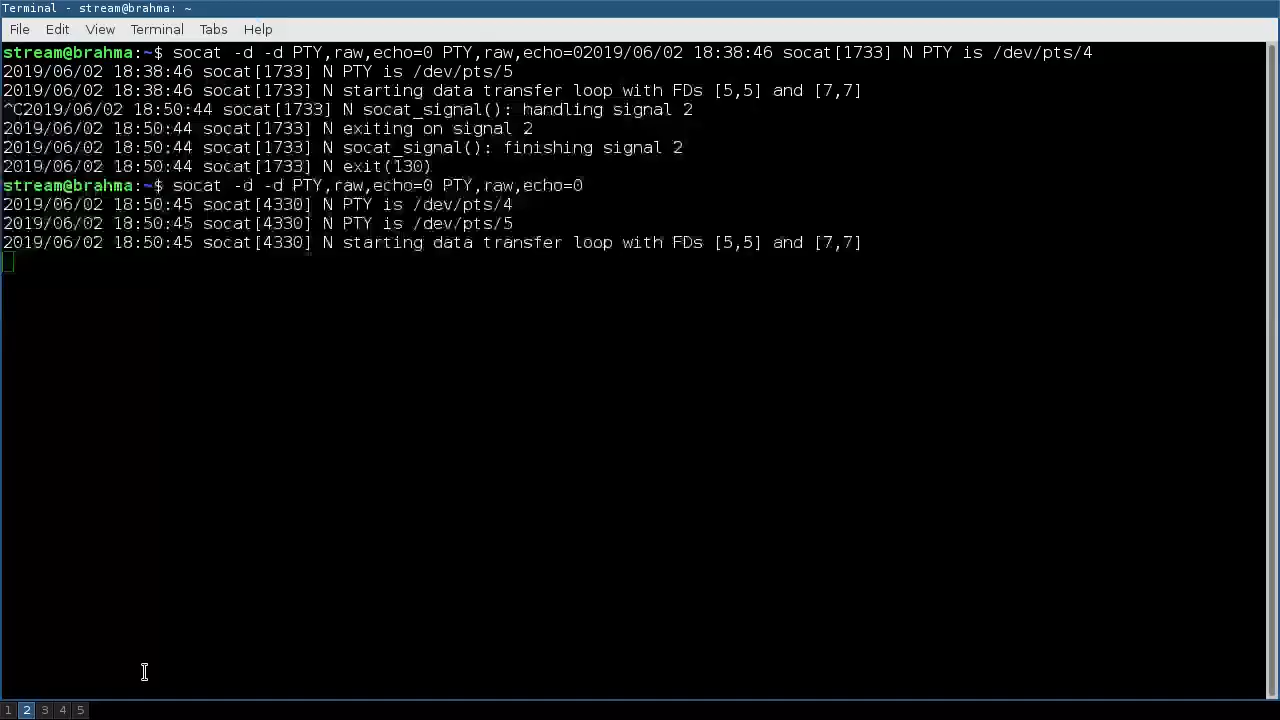 Terminal - stream@brahma: ~
File Edit View Terminal Tabs Help
stream@brahma:~$ socat -d -d PTY,raw,echo=0 PTY,raw,echo=02019/06/02 18:38:46 socat[1733] N PTY is /dev/pts/4
2019/06/02 18:38:46 socat[1733] N PTY is /dev/pts/5
2019/06/02 18:38:46 socat[1733] N starting data transfer loop with FDs [5,5] and [7,7]
^C2019/06/02 18:50:44 socat[1733] N socat_signal(): handling signal 2
2019/06/02 18:50:44 socat[1733] N exiting on signal 2
2019/06/02 18:50:44 socat[1733] N socat_signal(): finishing signal 2
2019/06/02 18:50:44 socat[1733] N exit(130)
stream@brahma:~$ socat -d -d PTY,raw,echo=0 PTY,raw,echo=0
2019/06/02 18:50:45 socat[4330] N PTY is /dev/pts/4
2019/06/02 18:50:45 socat[4330] N PTY is /dev/pts/5
2019/06/02 18:50:45 socat[4330] N starting data transfer loop with FDs [5,5] and [7,7]
1 2 3 4 5